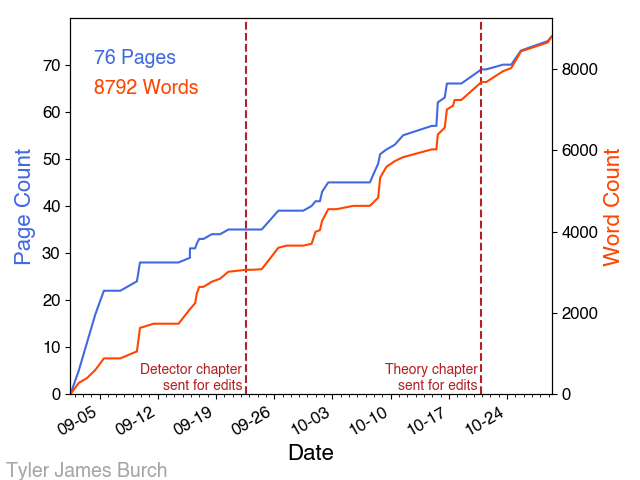 76 Pages
8792 Words
Page Count
70
60
50
40
30
20
10
0
Word Count
8000
6000
4000
2000
0
Detector chapter
sent for edits
Theory chapter
sent for edits
09-05
09-12
09-19
09-26
10-03
10-10
10-17
10-24
Date
Tyler James Burch